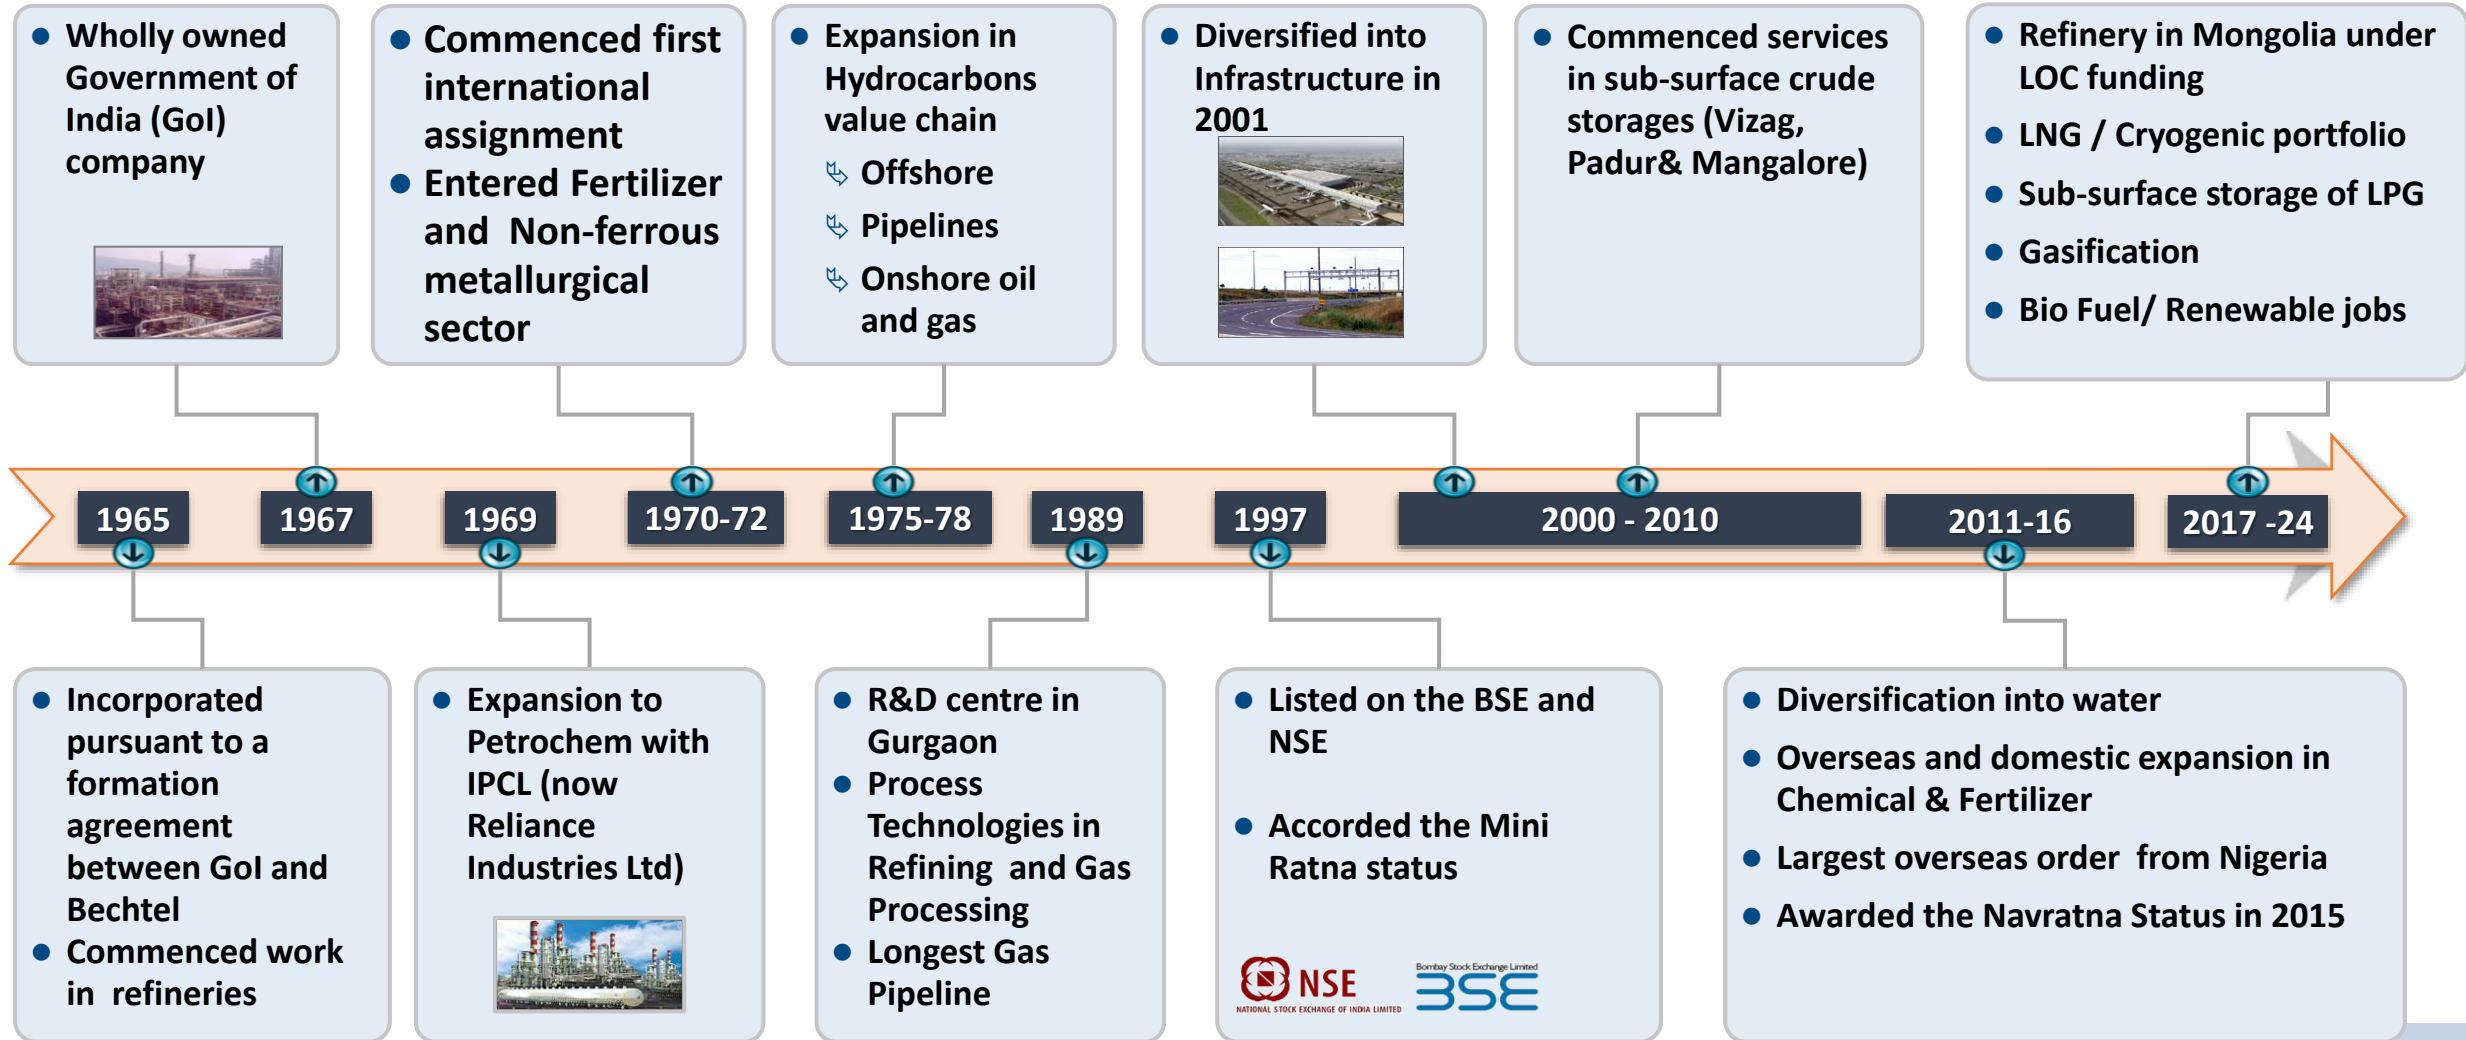 ● Wholly owned
Government of
India (GoI)
company
● Commenced first
international
assignment
● Entered Fertilizer
and Non-ferrous
metallurgical
sector
● Expansion in
Hydrocarbons
value chain
Offshore
Pipelines
Onshore oil
and gas
● Diversified into
Infrastructure in
2001
● Commenced services
in sub-surface crude
storages (Vizag,
Padur& Mangalore)
● Refinery in Mongolia under
LOC funding
● LNG / Cryogenic portfolio
● Sub-surface storage of LPG
● Gasification
● Bio Fuel/ Renewable jobs
1965
1967
1969
1970-72
1975-78
1989
1997
2000 - 2010
2011-16
2017 -24
● Incorporated
pursuant to a
formation
agreement
between GoI and
Bechtel
● Commenced work
in refineries
● Expansion to
Petrochem with
IPCL (now
Reliance
Industries Ltd)
● R&D centre in
Gurgaon
● Process
Technologies in
Refining and Gas
Processing
● Longest Gas
Pipeline
● Listed on the BSE and
NSE
● Accorded the Mini
Ratna status
NSE
NATIONAL STOCK EXCHANGE OF INDIA LIMITED
Bombay Stock Exchange Limited
BSE
● Diversification into water
● Overseas and domestic expansion in
Chemical & Fertilizer
● Largest overseas order from Nigeria
● Awarded the Navratna Status in 2015